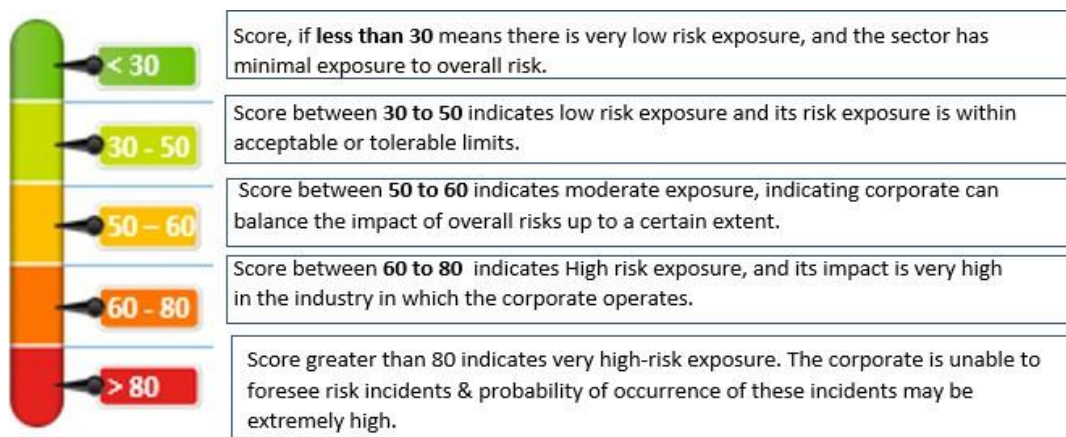 < 30
Score, if less than 30 means there is very low risk exposure, and the sector has
minimal exposure to overall risk.
30 - 50
Score between 30 to 50 indicates low risk exposure and its risk exposure is within
acceptable or tolerable limits.
50 – 60
Score between 50 to 60 indicates moderate exposure, indicating corporate can
balance the impact of overall risks up to a certain extent.
60 - 80
Score between 60 to 80 indicates High risk exposure, and its impact is very high
in the industry in which the corporate operates.
> 80
Score greater than 80 indicates very high-risk exposure. The corporate is unable to
foresee risk incidents & probability of occurrence of these incidents may be
extremely high.